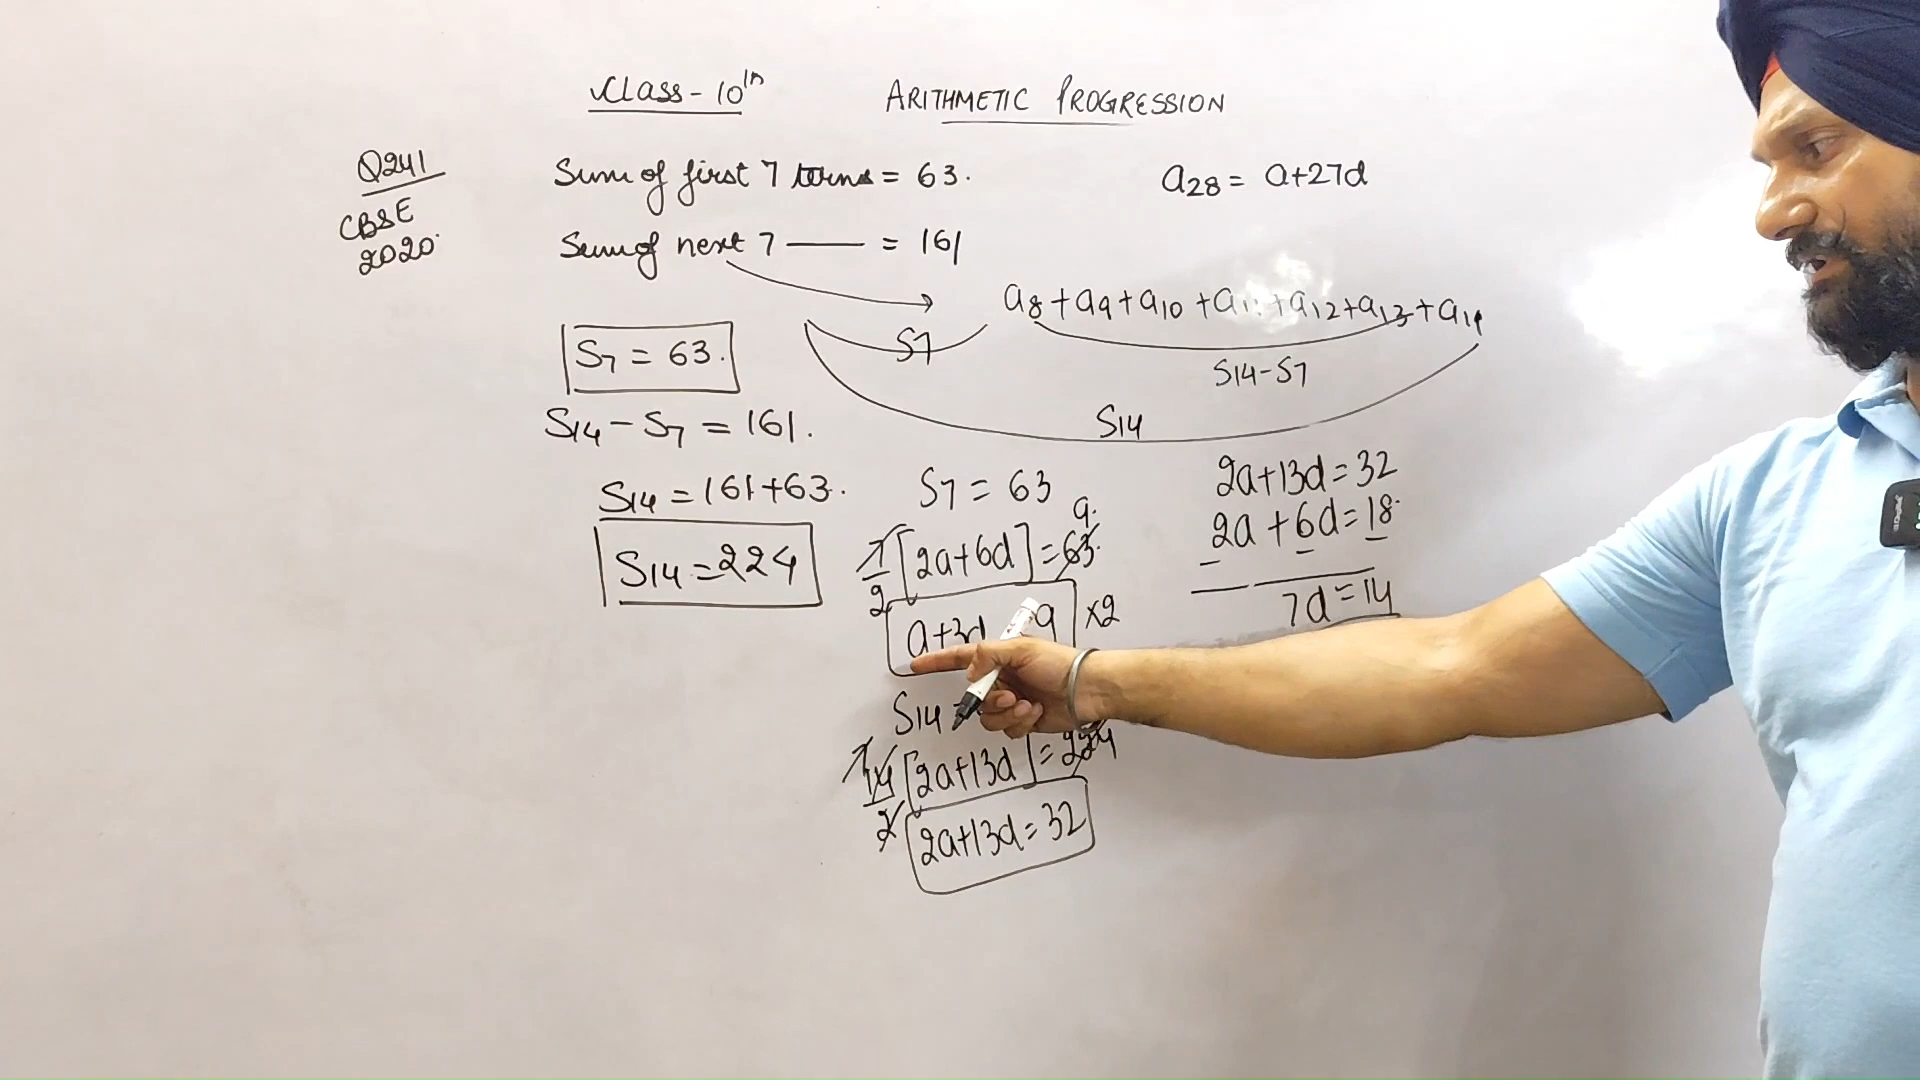 Class - 10th
ARITHMETIC PROGRESSION
Q241
CBSE
2020.
Sum of first 7 terms = 63.
Sum of next 7 —— = 161
a28 = a+27d
a8 + a9 + a10 + a11 + a12 + a13 + a14
S7
S14-S7
S14
S7 = 63.
S14 - S7 = 161.
S14 = 161+63.
S14 = 224
S7 = 63
9.
7/2 [2a+6d] = 63.
a+3d 9 ×2
S14 =
7
14/2 [2a+13d] = 224
2a+13d = 32
2a+13d = 32
2a + 6d = 18.
- - -
7d = 14